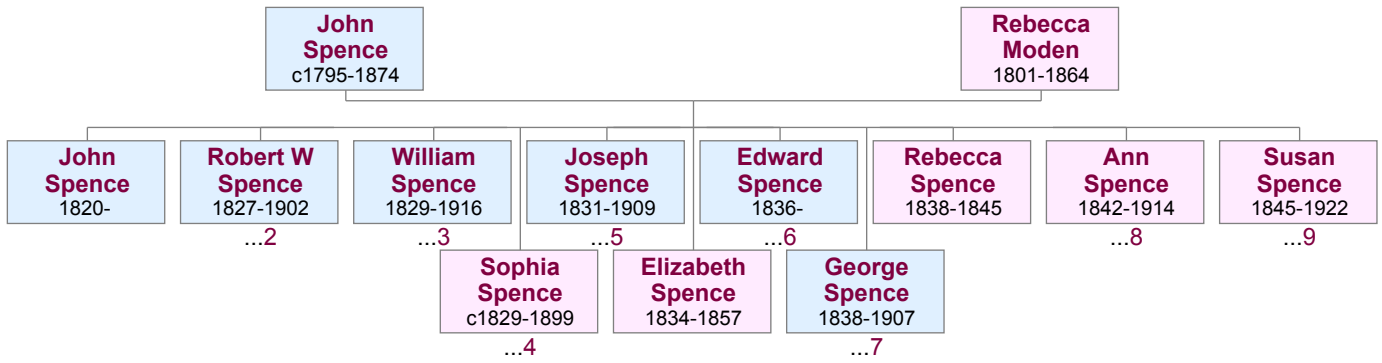 John
Spence
c1795-1874
Rebecca
Moden
1801-1864
John
Spence
1820-
Robert W
Spence
1827-1902
...2
William
Spence
1829-1916
...3
Joseph
Spence
1831-1909
...5
Edward
Spence
1836-
...6
Rebecca
Spence
1838-1845
Ann
Spence
1842-1914
...8
Susan
Spence
1845-1922
...9
Sophia
Spence
c1829-1899
...4
Elizabeth
Spence
1834-1857
George
Spence
1838-1907
...7